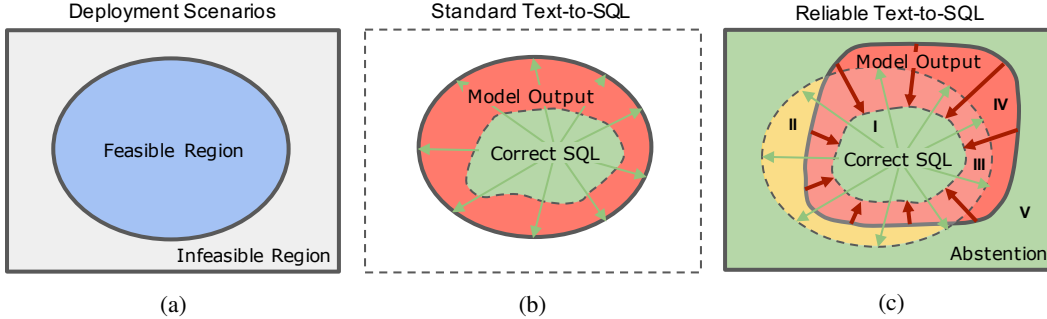 Deployment Scenarios
Feasible Region
Infeasible Region
(a)
Standard Text-to-SQL
Model Output
Correct SQL
(b)
Reliable Text-to-SQL
Model Output
II
I
IV
Correct SQL
III
V
Abstention
(c)